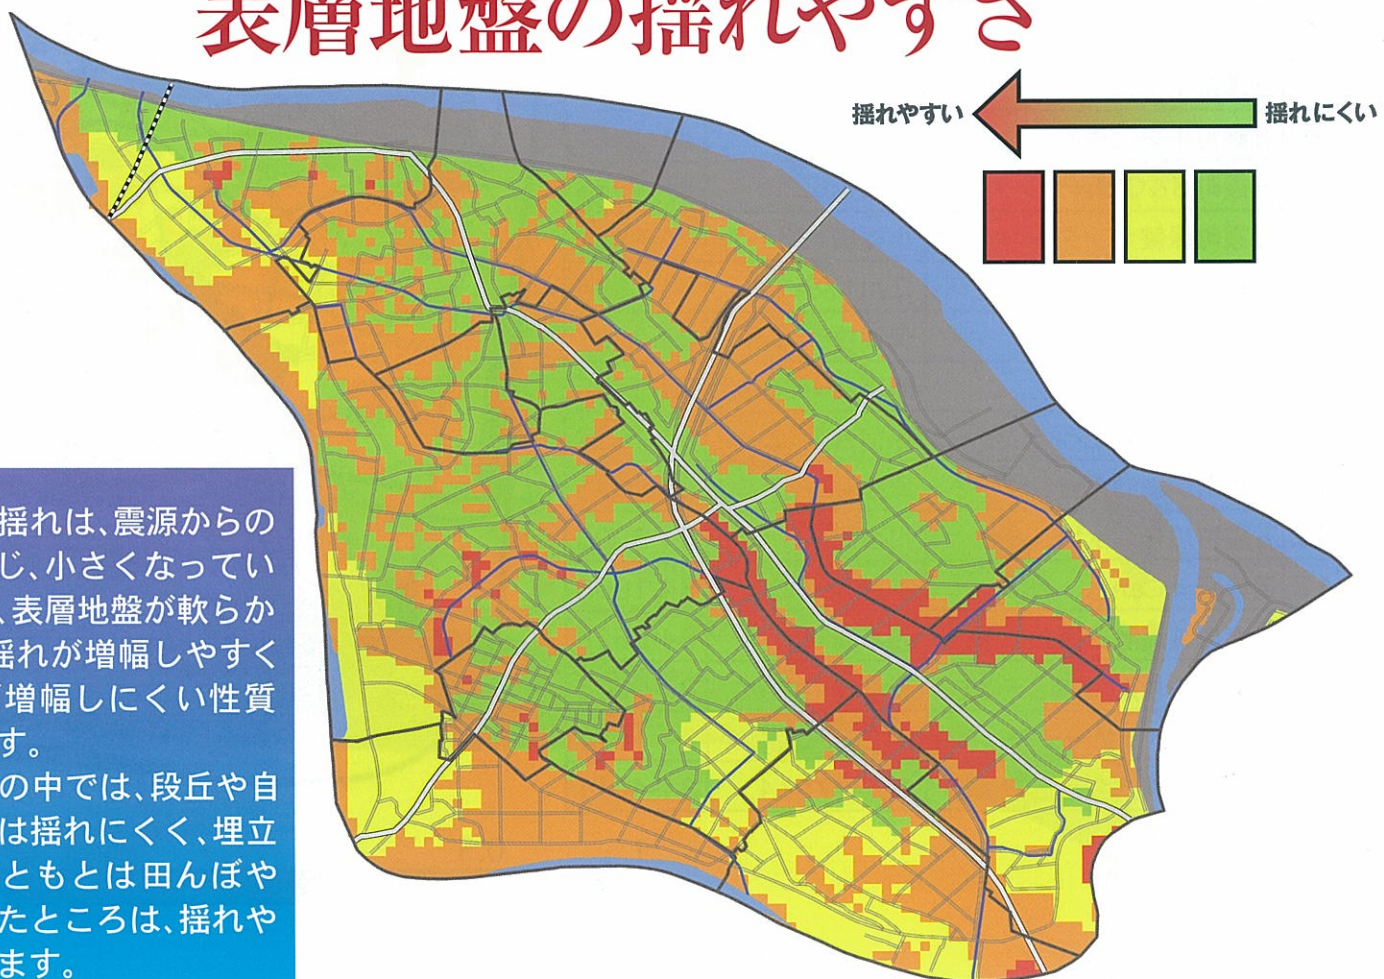 表層地盤の揺れやすさ
揺れやすい
揺れにくい
揺れは、震源からの
じ、小さくなってい
、表層地盤が軟らか
揺れが増幅しやすく
増幅しにくい性質
す。
の中では、段丘や自
は揺れにくく、埋立
ともとは田んぼや
たところは、揺れや
ます。